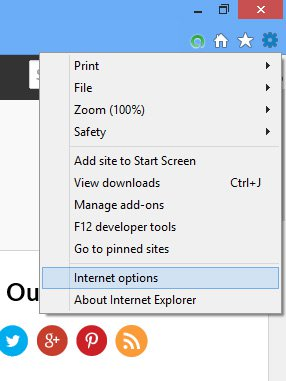 Print
File
Zoom (100%)
Safety
Add site to Start Screen
View downloads Ctrl+J
Manage add-ons
F12 developer tools
Go to pinned sites
Internet options
About Internet Explorer
Ou
g+